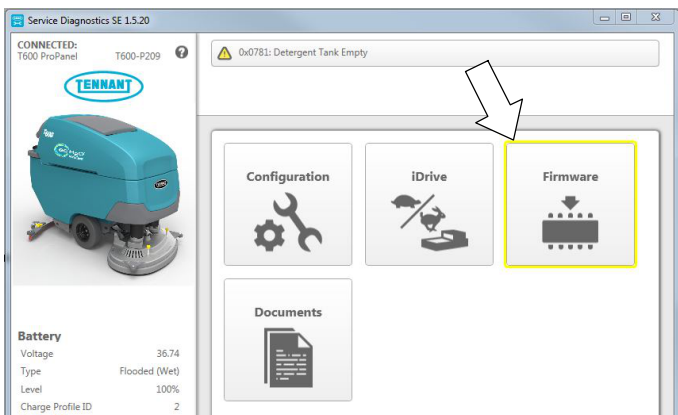 Service Diagnostics SE 1.5.20
CONNECTED:
T600 ProPanel T600-P209
0x0781: Detergent Tank Empty
TENNANT
Configuration
iDrive
Firmware
Documents
Battery
Voltage 36.74
Type Flooded (Wet)
Level 100%
Charge Profile ID 2